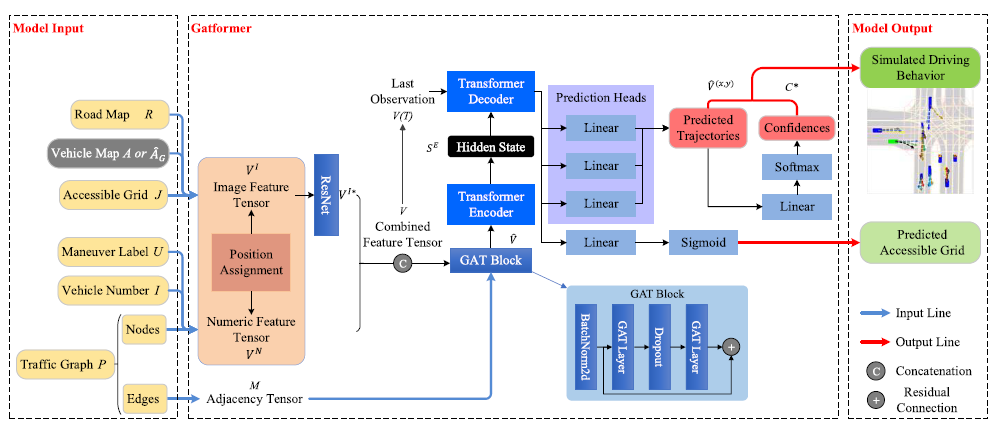 Model Input
Road Map R
Vehicle Map A or Â_G
Accessible Grid J
Maneuver Label U
Vehicle Number I
Nodes
Traffic Graph P
Edges
Gatformer
V^I
Image Feature
Tensor
Position
Assignment
Numeric Feature
Tensor
V^N
M
Adjacency Tensor
ResNet
V^I*
Last
Observation
V(T)
V
Combined
Feature Tensor
C
Transformer
Decoder
S^E
Hidden State
Transformer
Encoder
Ṽ
GAT Block
Prediction Heads
Linear
Linear
Linear
Linear
Sigmoid
Predicted
Trajectories
V̂^(x,y)
C*
Confidences
Softmax
Linear
GAT Block
BatchNorm2d
GAT Layer
Dropout
GAT Layer
+
Model Output
Simulated Driving
Behavior
Predicted
Accessible Grid
Input Line
Output Line
C
Concatenation
+
Residual
Connection